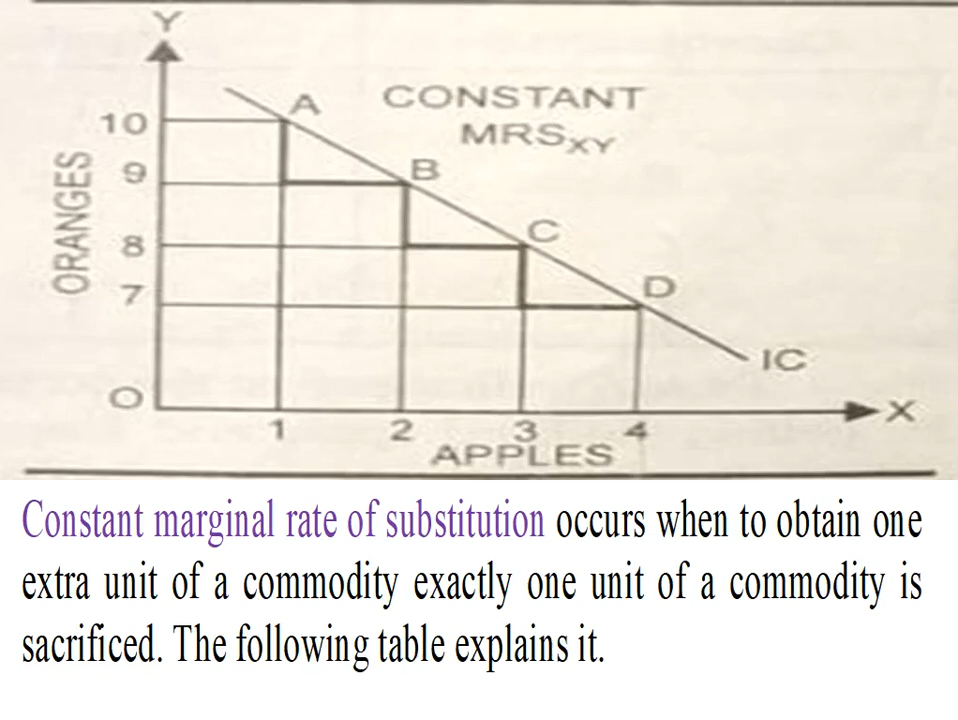 Y
A
CONSTANT
MRSXY
10
B
9
ORANGES
C
8
D
7
IC
O
X
1 2 3 4
APPLES
Constant marginal rate of substitution occurs when to obtain one
extra unit of a commodity exactly one unit of a commodity is
sacrificed. The following table explains it.